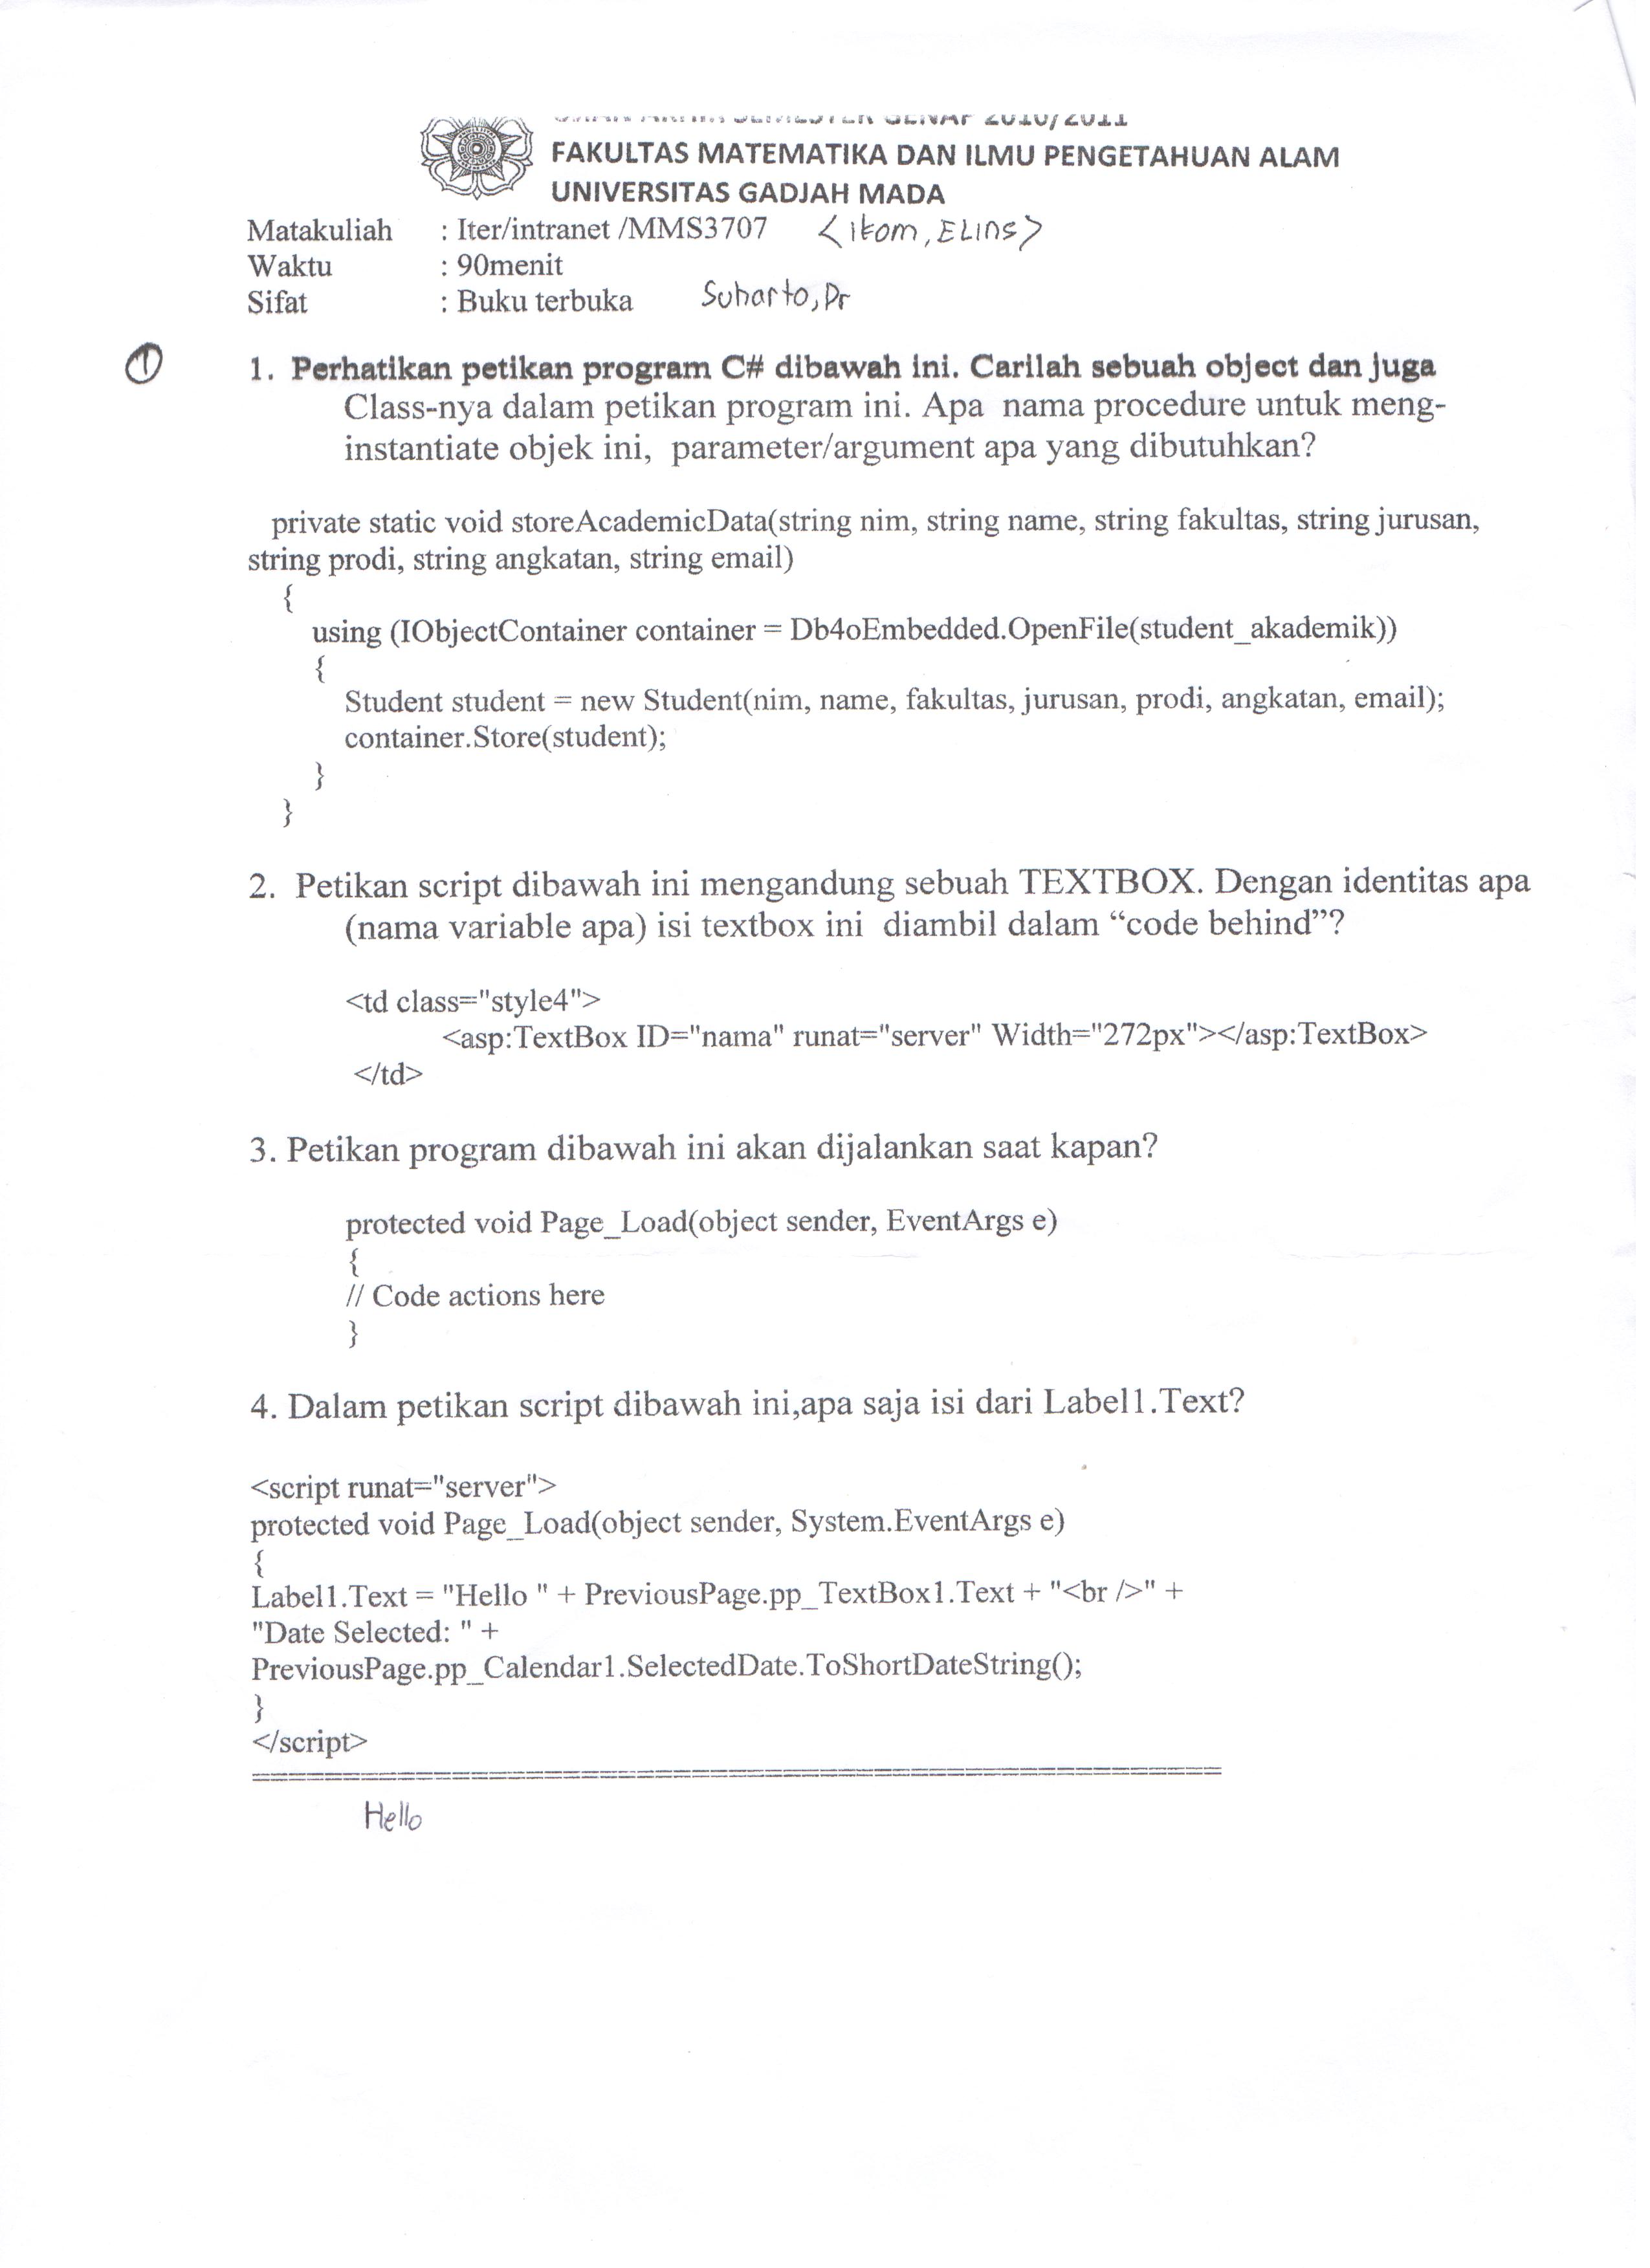 SEMESTER GENAP 2010/2011
FAKULTAS MATEMATIKA DAN ILMU PENGETAHUAN ALAM
UNIVERSITAS GADJAH MADA
Matakuliah : Iter/intranet /MMS3707 <ikom, ELins>
Waktu : 90menit
Sifat : Buku terbuka Suharto, Dr
① 1. Perhatikan petikan program C# dibawah ini. Carilah sebuah object dan juga
Class-nya dalam petikan program ini. Apa nama procedure untuk meng-
instantiate objek ini, parameter/argument apa yang dibutuhkan?
private static void storeAcademicData(string nim, string name, string fakultas, string jurusan,
string prodi, string angkatan, string email)
{
using (IObjectContainer container = Db4oEmbedded.OpenFile(student_akademik))
{
Student student = new Student(nim, name, fakultas, jurusan, prodi, angkatan, email);
container.Store(student);
}
}
2. Petikan script dibawah ini mengandung sebuah TEXTBOX. Dengan identitas apa
(nama variable apa) isi textbox ini diambil dalam “code behind”?
<td class="style4">
<asp:TextBox ID="nama" runat="server" Width="272px"></asp:TextBox>
</td>
3. Petikan program dibawah ini akan dijalankan saat kapan?
protected void Page_Load(object sender, EventArgs e)
{
// Code actions here
}
4. Dalam petikan script dibawah ini,apa saja isi dari Label1.Text?
<script runat="server">
protected void Page_Load(object sender, System.EventArgs e)
{
Label1.Text = "Hello " + PreviousPage.pp_TextBox1.Text + "<br />" +
"Date Selected: " +
PreviousPage.pp_Calendar1.SelectedDate.ToShortDateString();
}
</script>
Hello